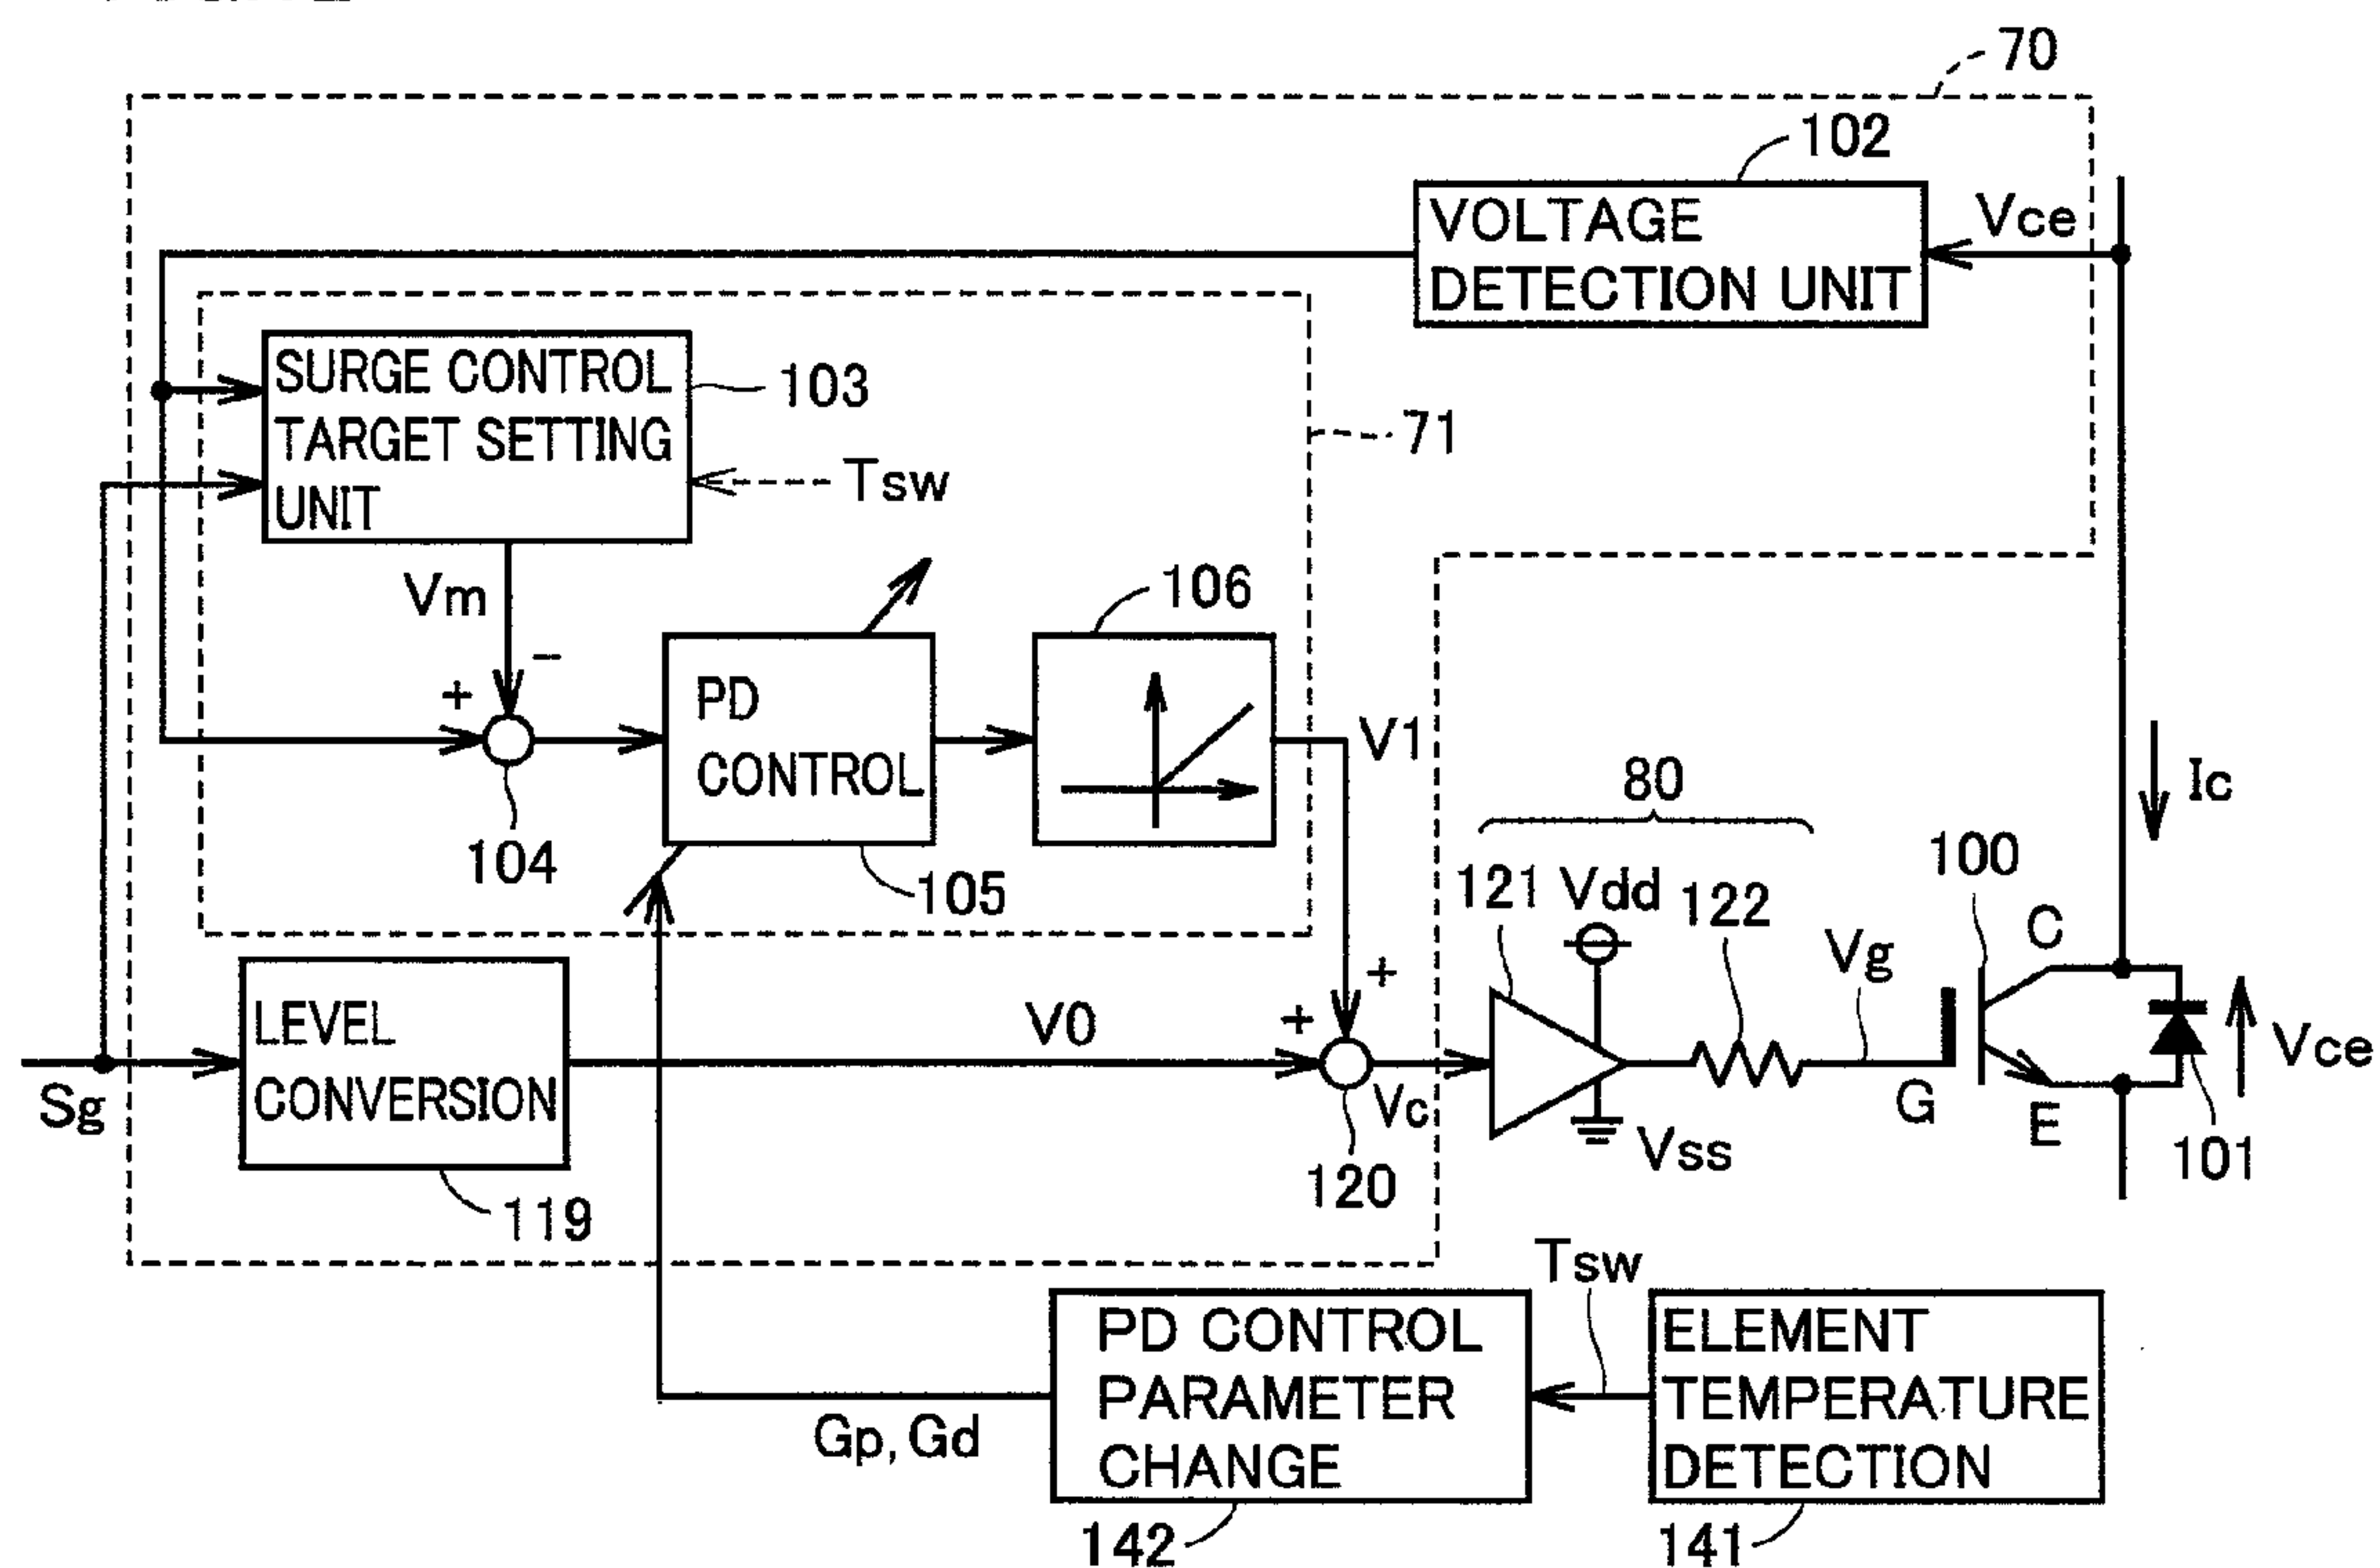 70
102
VOLTAGE
DETECTION UNIT
Vce
SURGE CONTROL
TARGET SETTING
UNIT
103
71
Tsw
Vm
−
+
106
PD
CONTROL
V1
104
105
80
Ic
121
Vdd
122
100
C
Vg
LEVEL
CONVERSION
V0
+
+
Sg
Vc
Vss
G
E
Vce
101
120
119
Tsw
PD CONTROL
PARAMETER
CHANGE
ELEMENT
TEMPERATURE
DETECTION
Gp, Gd
142
141